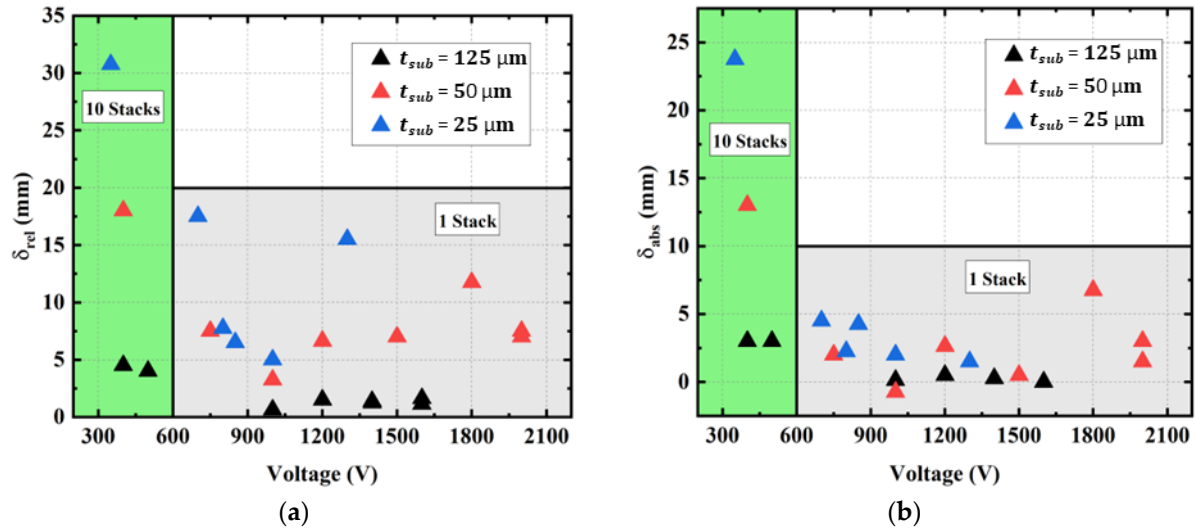 35
30
25
20
15
10
5
0
δrel (mm)
10 Stacks
1 Stack
tsub = 125 μm
tsub = 50 μm
tsub = 25 μm
300 600 900 1200 1500 1800 2100
Voltage (V)
(a)
25
20
15
10
5
0
δabs (mm)
10 Stacks
1 Stack
tsub = 125 μm
tsub = 50 μm
tsub = 25 μm
300 600 900 1200 1500 1800 2100
Voltage (V)
(b)